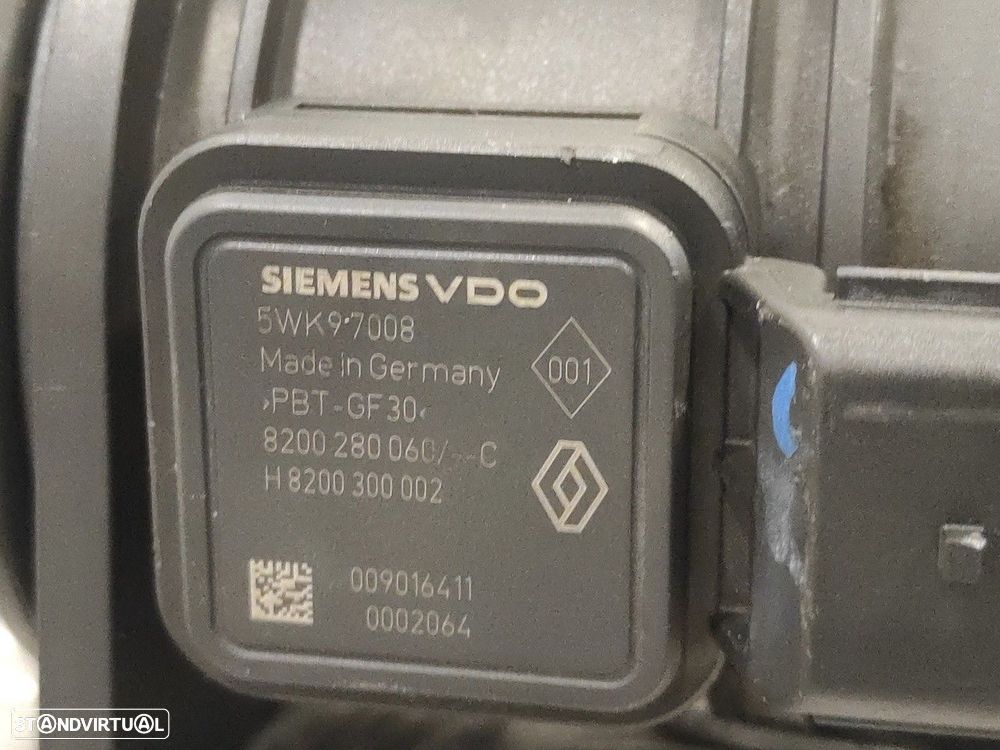 SIEMENS VDO
5WK9 7008
Made in Germany
001
›PBT-GF30‹
8200 280 060/--C
H 8200 300 002
009016411
0002064
STANDVIRTUAL